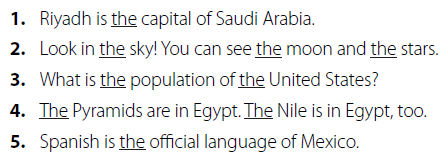 1. Riyadh is the capital of Saudi Arabia.
2. Look in the sky! You can see the moon and the stars.
3. What is the population of the United States?
4. The Pyramids are in Egypt. The Nile is in Egypt, too.
5. Spanish is the official language of Mexico.